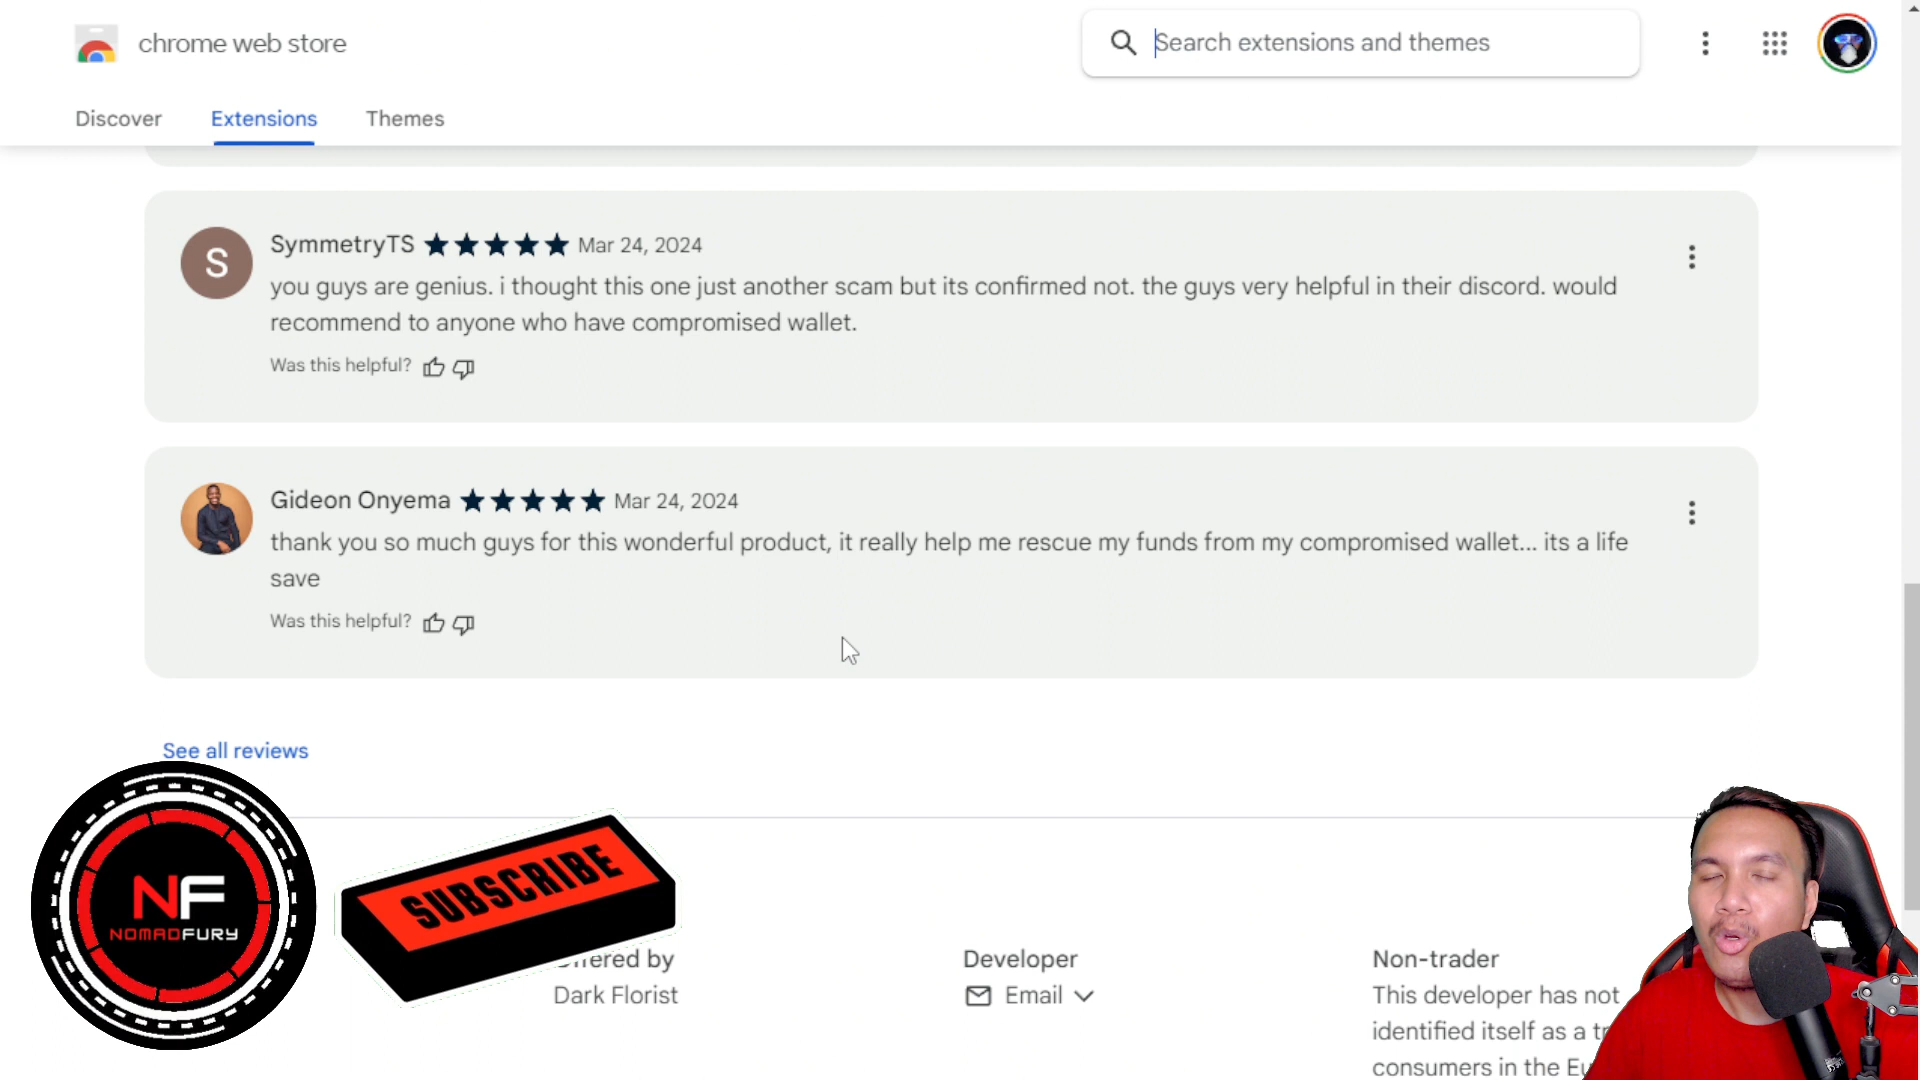 chrome web store
Search extensions and themes
Discover
Extensions
Themes
SymmetryTS
Mar 24, 2024
you guys are genius. i thought this one just another scam but its confirmed not. the guys very helpful in their discord. would
recommend to anyone who have compromised wallet.
Was this helpful?
S
Gideon Onyema
Mar 24, 2024
thank you so much guys for this wonderful product, it really help me rescue my funds from my compromised wallet... its a life
save
Was this helpful?
See all reviews
NF
NOMADFURY
SUBSCRIBE
ffered by
Dark Florist
Developer
Email
Non-trader
This developer has not
identified itself as a
consumers in the